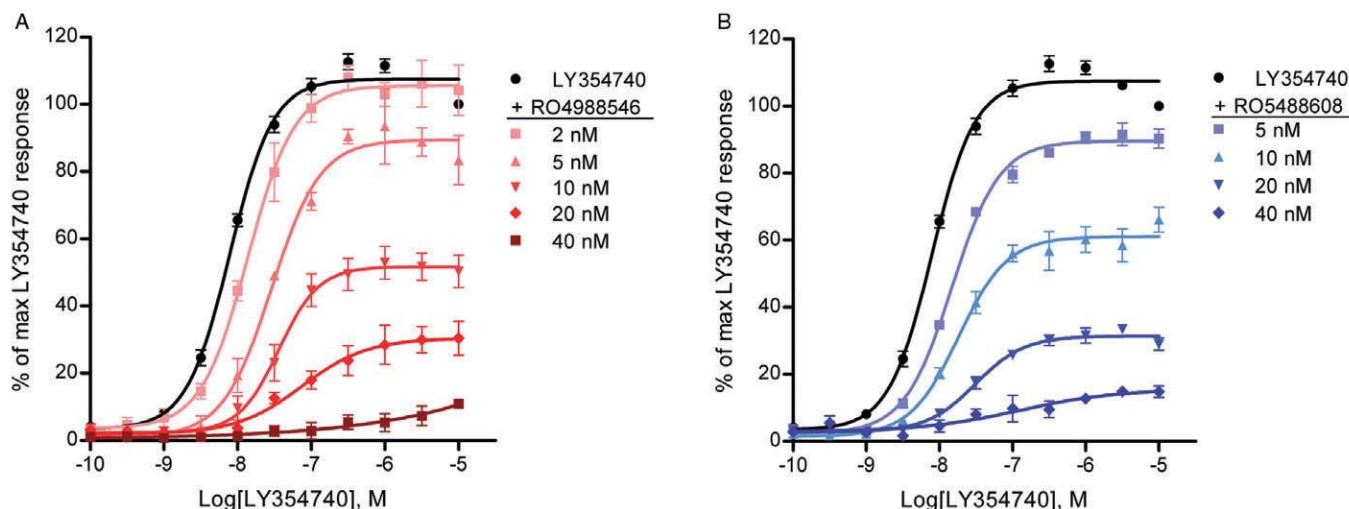 A
% of max LY354740 response
120
100
80
60
40
20
0
-10
-9
-8
-7
-6
-5
Log[LY354740], M
LY354740
+ RO4988546
2 nM
5 nM
10 nM
20 nM
40 nM
B
% of max LY354740 response
120
100
80
60
40
20
0
-10
-9
-8
-7
-6
-5
Log[LY354740], M
LY354740
+ RO5488608
5 nM
10 nM
20 nM
40 nM